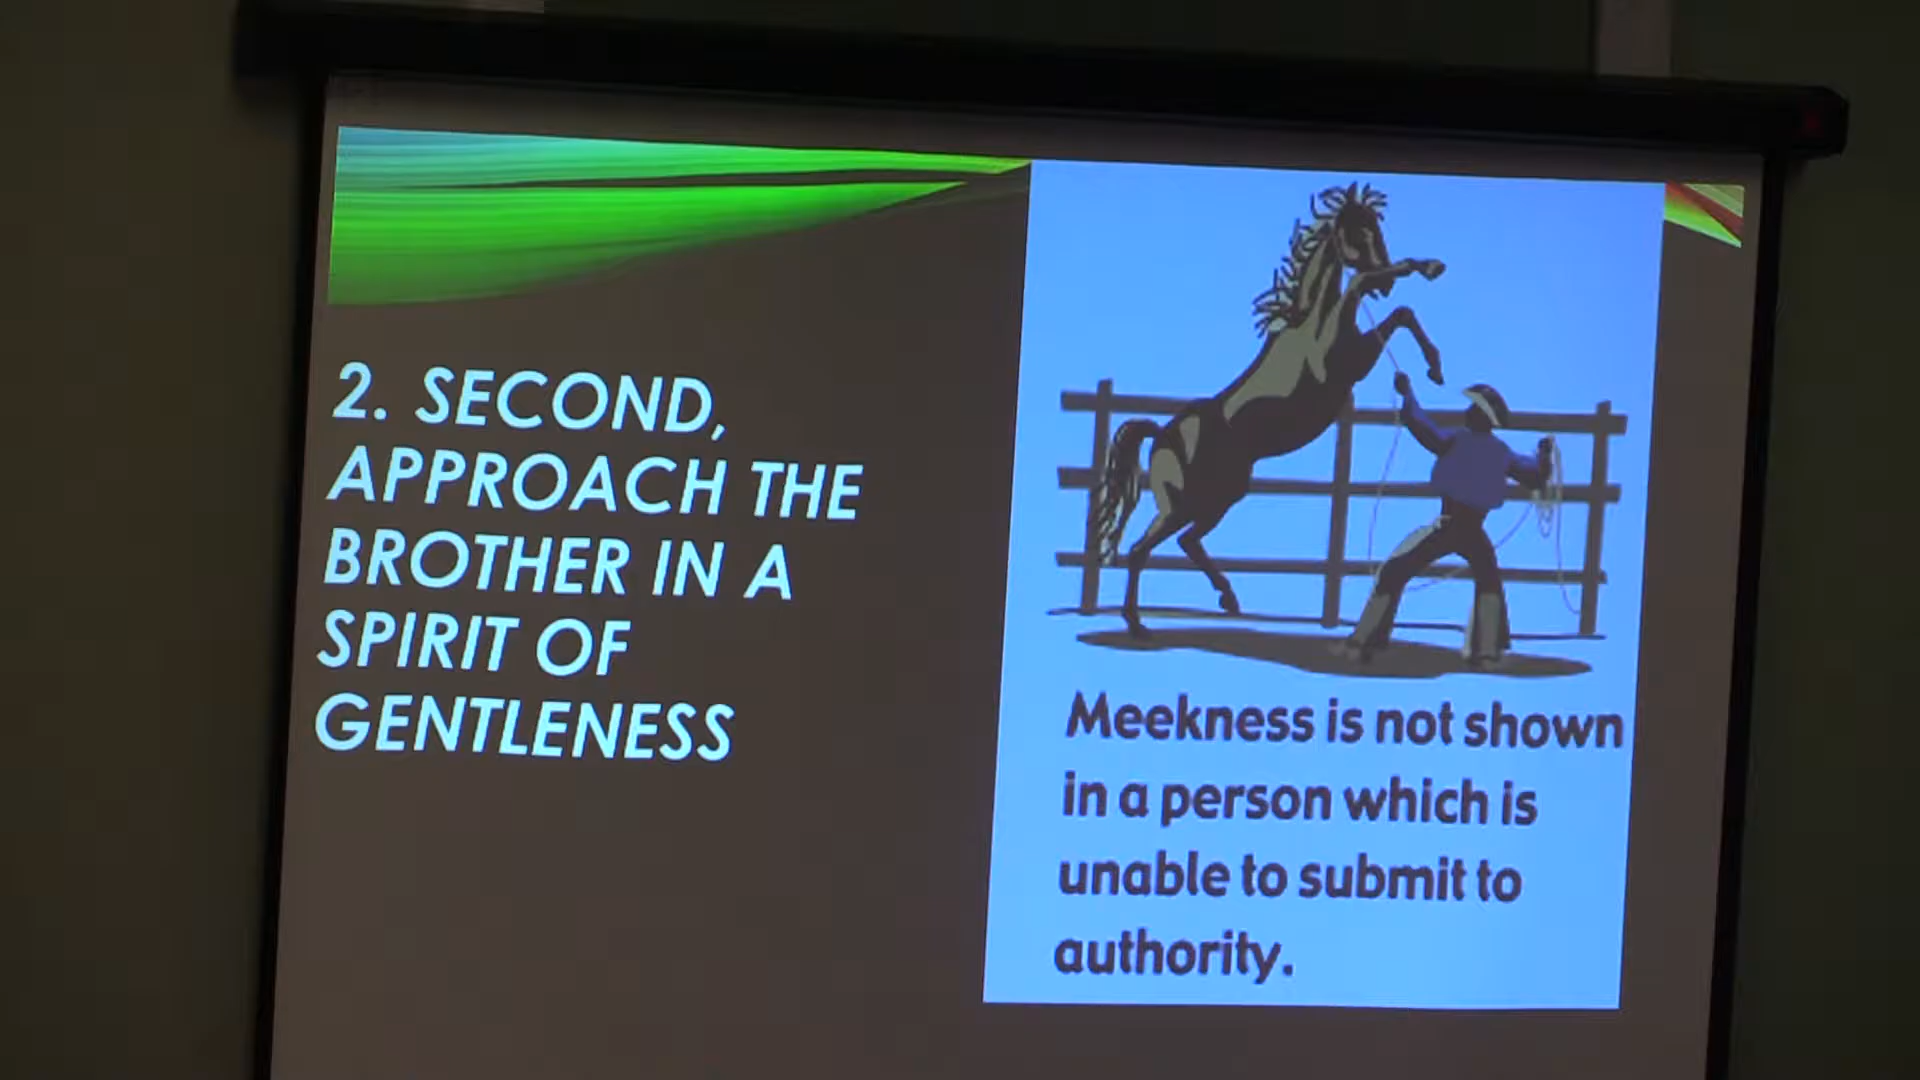 2. SECOND,
APPROACH THE
BROTHER IN A
SPIRIT OF
GENTLENESS
Meekness is not shown
in a person which is
unable to submit to
authority.